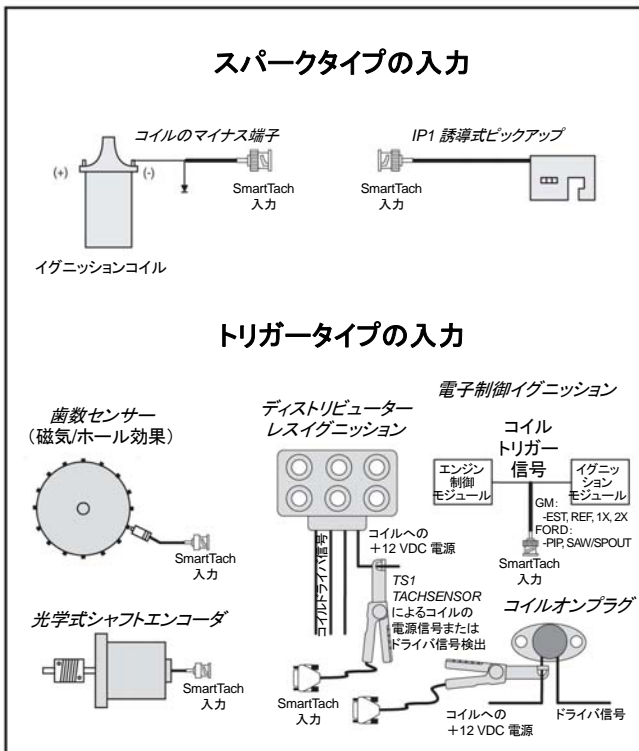 スパークタイプの入力
コイルのマイナス端子
(+)
(-)
SmartTach
入力
イグニッションコイル
IP1 誘導式ピックアップ
SmartTach
入力
トリガータイプの入力
歯数センサー
(磁気/ホール効果)
SmartTach
入力
ディストリビューター
レスイグニッション
コイルドライバ信号
コイルへの
+12 VDC 電源
TS1
TACHSENSOR
によるコイルの
電源信号または
ドライバ信号検出
SmartTach
入力
電子制御イグニッション
コイル
トリガー
信号
エンジン
制御
モジュール
イグニッ
ション
モジュール
GM:
-EST, REF, 1X, 2X
FORD:
-PIP, SAW/SPOUT
SmartTach
入力
光学式シャフトエンコーダ
SmartTach
入力
コイルオンプラグ
コイルへの
+12 VDC 電源
ドライバ信号